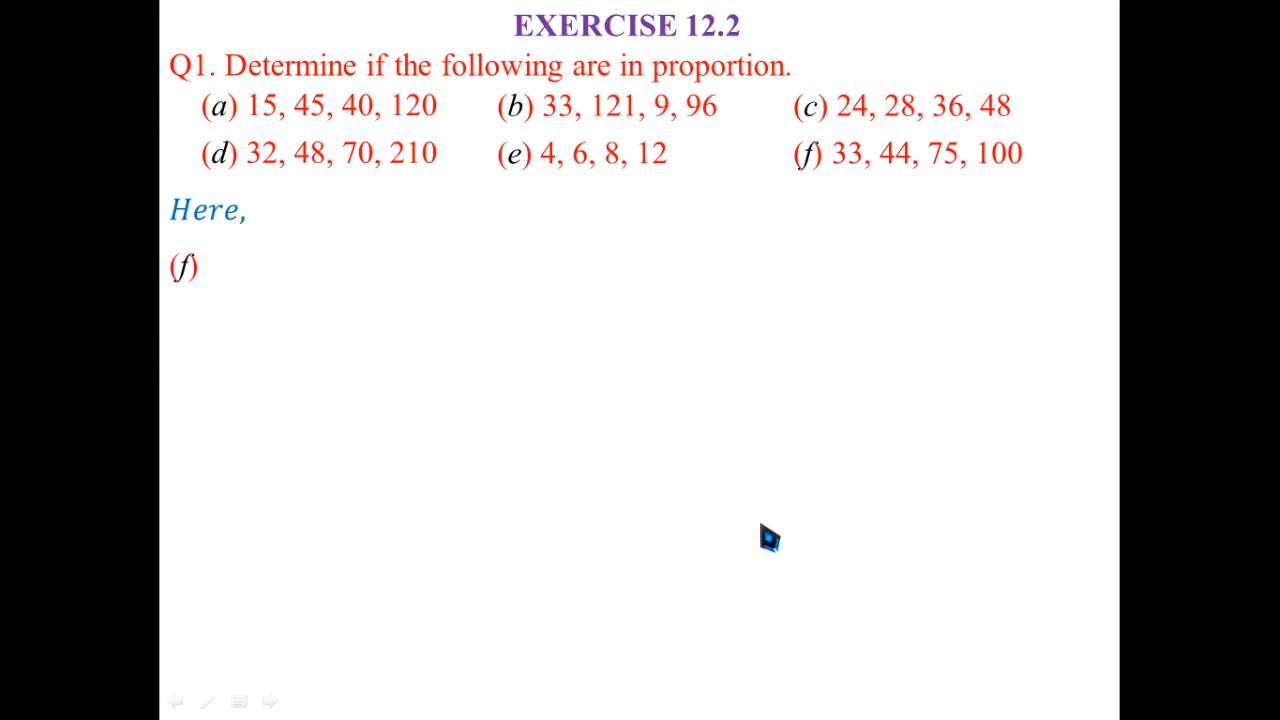 EXERCISE 12.2
Q1. Determine if the following are in proportion.
(a) 15, 45, 40, 120 (b) 33, 121, 9, 96 (c) 24, 28, 36, 48
(d) 32, 48, 70, 210 (e) 4, 6, 8, 12 (f) 33, 44, 75, 100
Here,
(f)